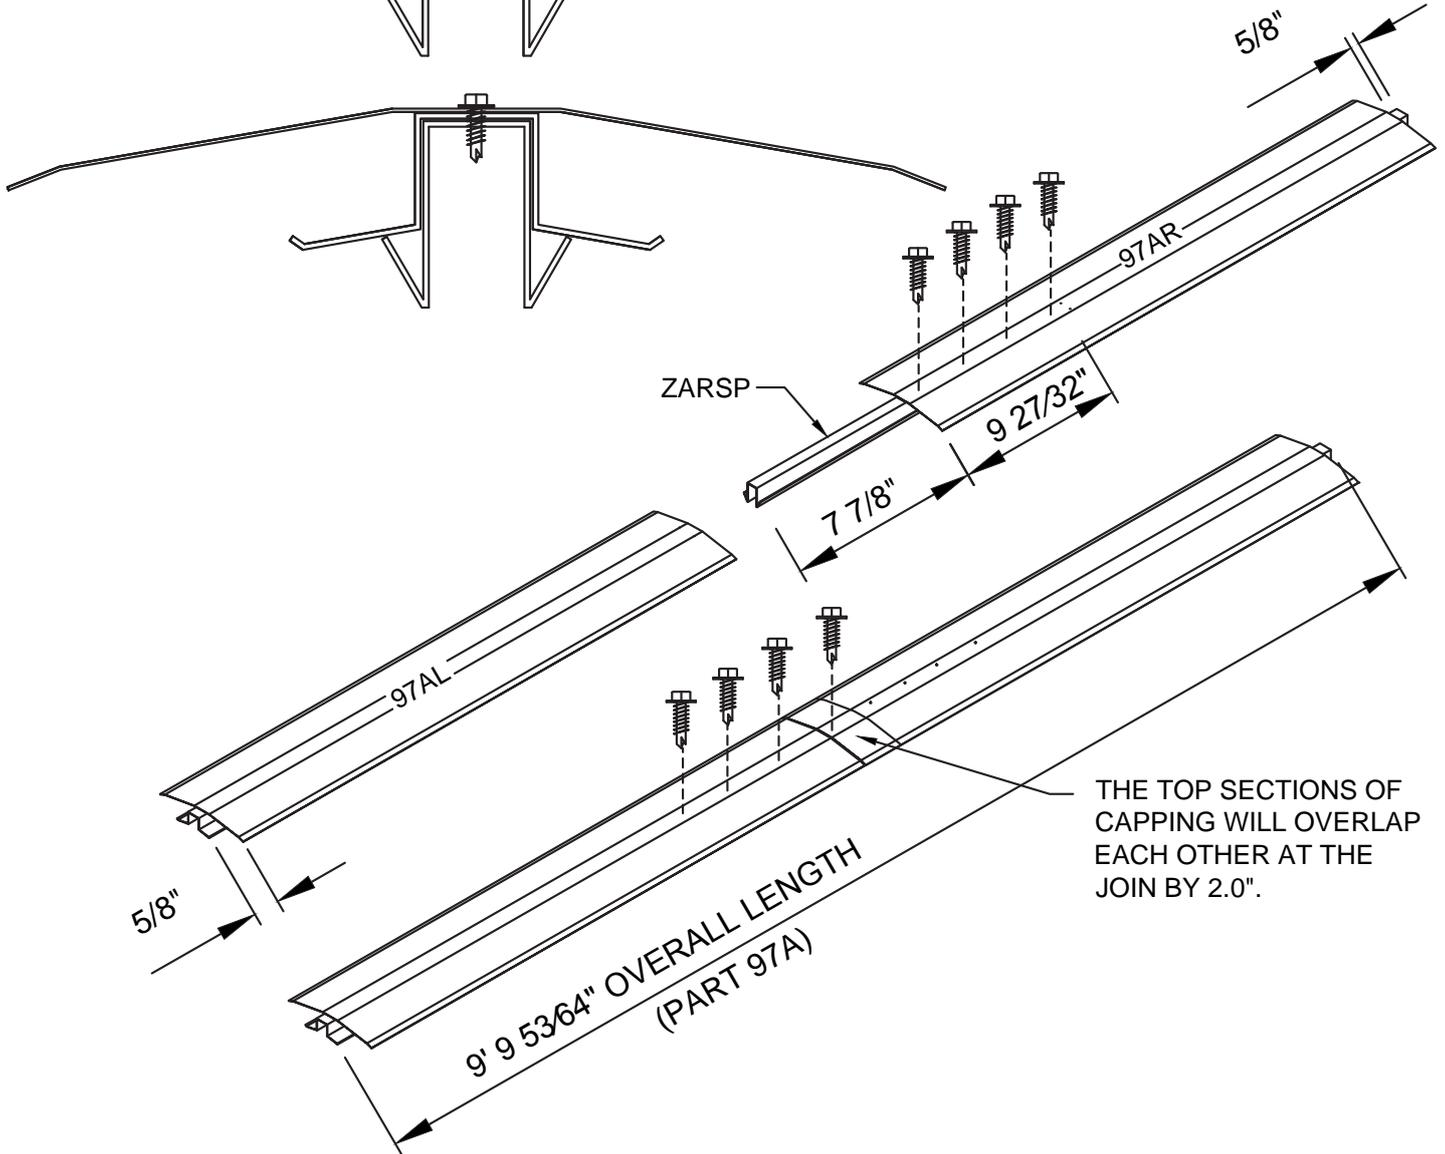 5/8"
97AR
ZARSP
9 27/32"
7 7/8"
97AL
THE TOP SECTIONS OF
CAPPING WILL OVERLAP
EACH OTHER AT THE
JOIN BY 2.0".
5/8"
9' 9 53/64" OVERALL LENGTH
(PART 97A)